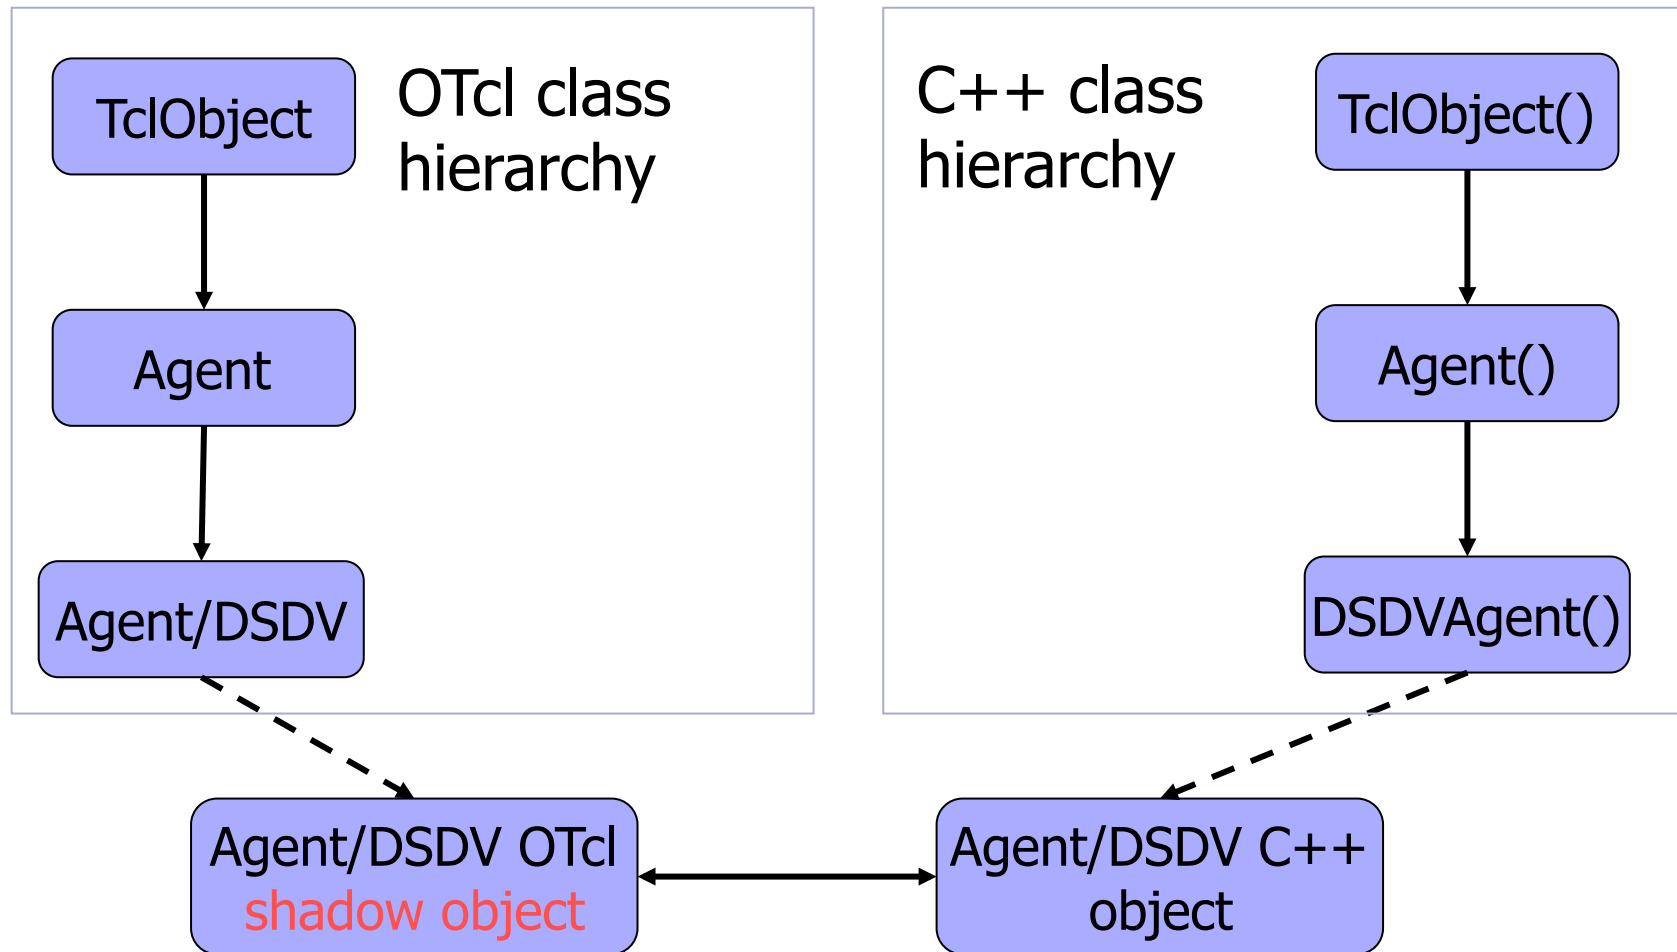 TclObject
OTcl class
hierarchy
Agent
Agent/DSDV
C++ class
hierarchy
TclObject()
Agent()
DSDVAgent()
Agent/DSDV OTcl
shadow object
Agent/DSDV C++
object